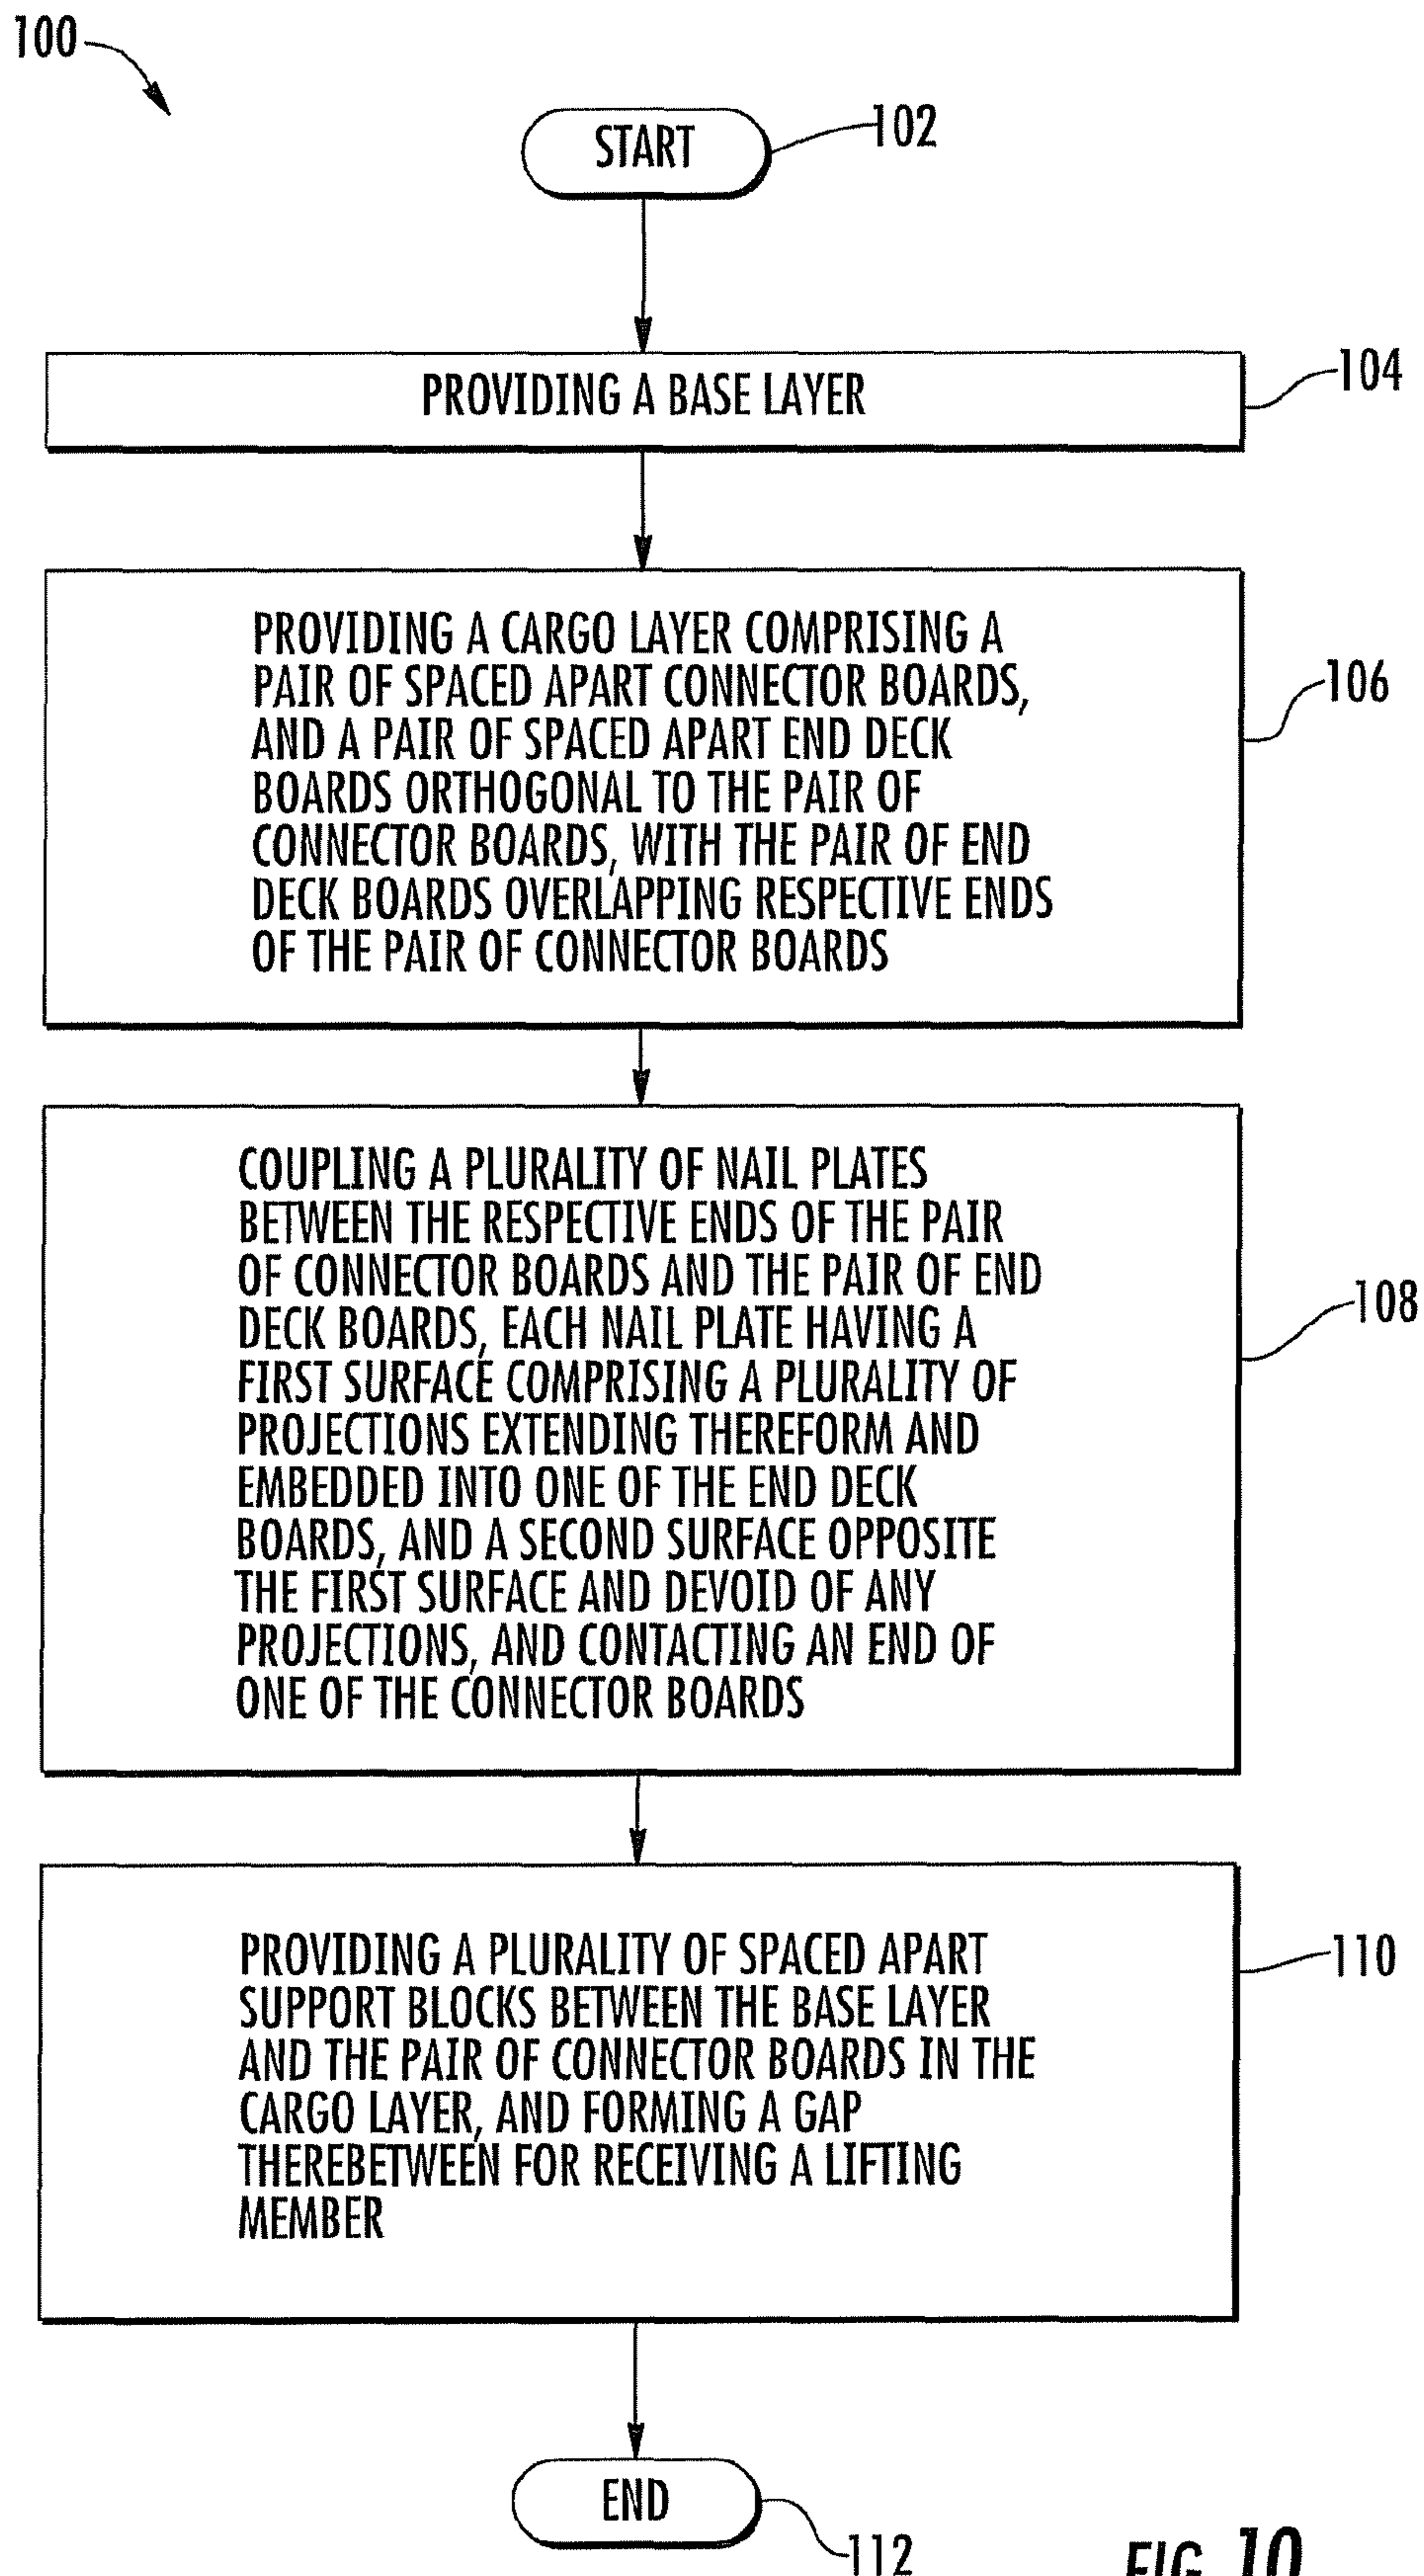 100
START
102
PROVIDING A BASE LAYER
104
PROVIDING A CARGO LAYER COMPRISING A
PAIR OF SPACED APART CONNECTOR BOARDS,
AND A PAIR OF SPACED APART END DECK
BOARDS ORTHOGONAL TO THE PAIR OF
CONNECTOR BOARDS, WITH THE PAIR OF END
DECK BOARDS OVERLAPPING RESPECTIVE ENDS
OF THE PAIR OF CONNECTOR BOARDS
106
COUPLING A PLURALITY OF NAIL PLATES
BETWEEN THE RESPECTIVE ENDS OF THE PAIR
OF CONNECTOR BOARDS AND THE PAIR OF END
DECK BOARDS, EACH NAIL PLATE HAVING A
FIRST SURFACE COMPRISING A PLURALITY OF
PROJECTIONS EXTENDING THEREFORM AND
EMBEDDED INTO ONE OF THE END DECK
BOARDS, AND A SECOND SURFACE OPPOSITE
THE FIRST SURFACE AND DEVOID OF ANY
PROJECTIONS, AND CONTACTING AN END OF
ONE OF THE CONNECTOR BOARDS
108
PROVIDING A PLURALITY OF SPACED APART
SUPPORT BLOCKS BETWEEN THE BASE LAYER
AND THE PAIR OF CONNECTOR BOARDS IN THE
CARGO LAYER, AND FORMING A GAP
THEREBETWEEN FOR RECEIVING A LIFTING
MEMBER
110
END
112
FIG. 10